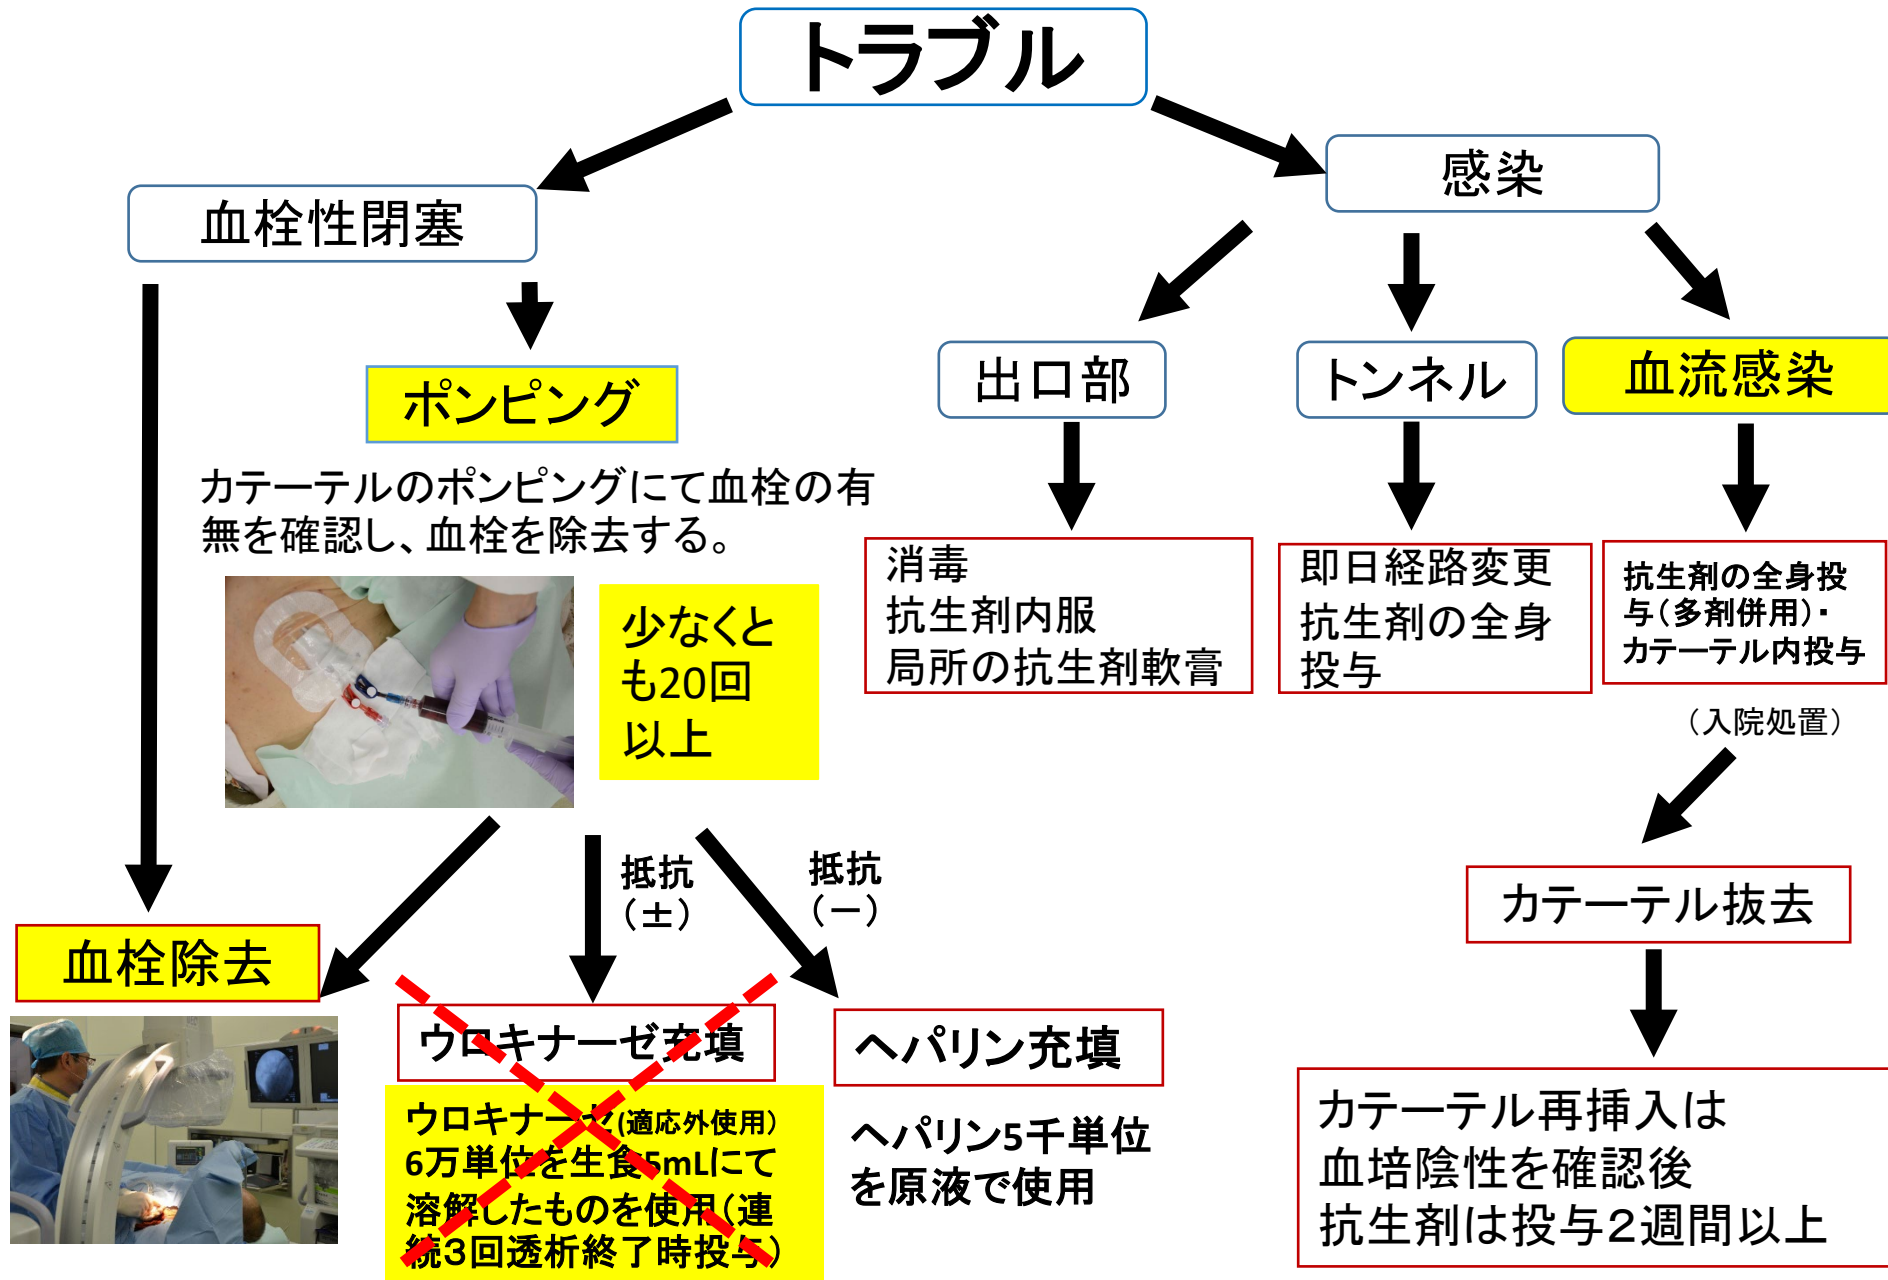 トラブル
血栓性閉塞
感染
ポンピング
カテーテルのポンピングにて血栓の有
無を確認し、血栓を除去する。
少なくと
も20回
以上
出口部
トンネル
血流感染
消毒
抗生剤内服
局所の抗生剤軟膏
即日経路変更
抗生剤の全身
投与
抗生剤の全身投
与（多剤併用）・
カテーテル内投与
（入院処置）
抵抗
（±）
抵抗
（－）
血栓除去
ウロキナーゼ充填
ウロキナーゼ(適応外使用)
6万単位を生食5mLにて
溶解したものを使用（連
続3回透析終了時投与）
ヘパリン充填
ヘパリン5千単位
を原液で使用
カテーテル抜去
カテーテル再挿入は
血培陰性を確認後
抗生剤は投与２週間以上